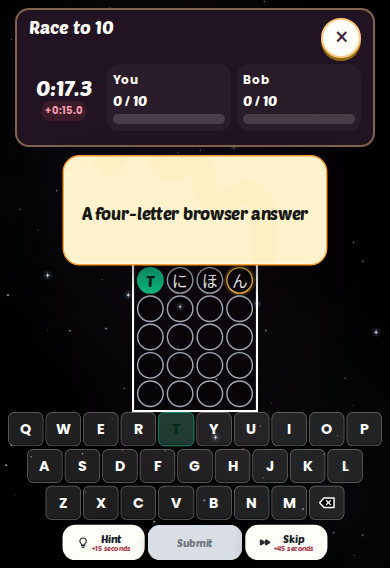 Race to 10
×
0:17.3
+0:15.0
You
0 / 10
Bob
0 / 10
A four-letter browser answer
T に ほ ん
Q W E R T Y U I O P
A S D F G H J K L
Z X C V B N M
Hint
+15 seconds
Submit
Skip
+45 seconds